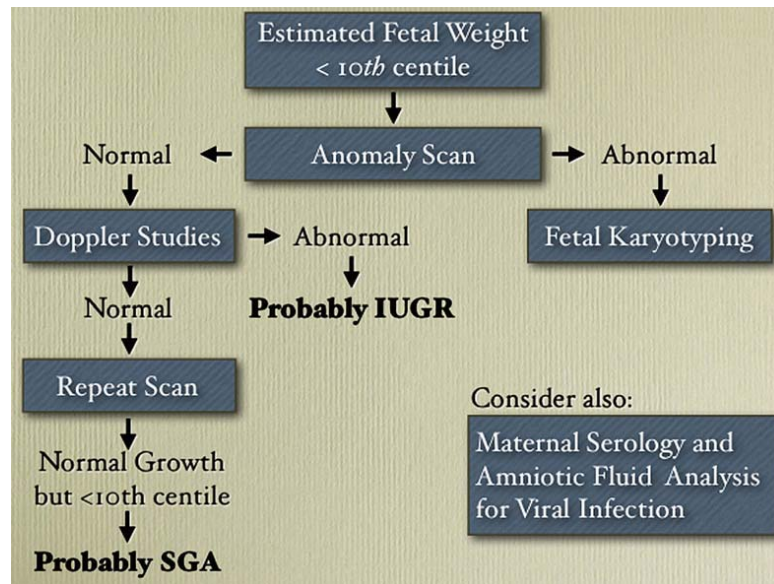 Estimated Fetal Weight
< 10th centile
Normal
Anomaly Scan
Abnormal
Doppler Studies
Abnormal
Fetal Karyotyping
Normal
Probably IUGR
Repeat Scan
Consider also:
Normal Growth
but <10th centile
Maternal Serology and
Amniotic Fluid Analysis
for Viral Infection
Probably SGA